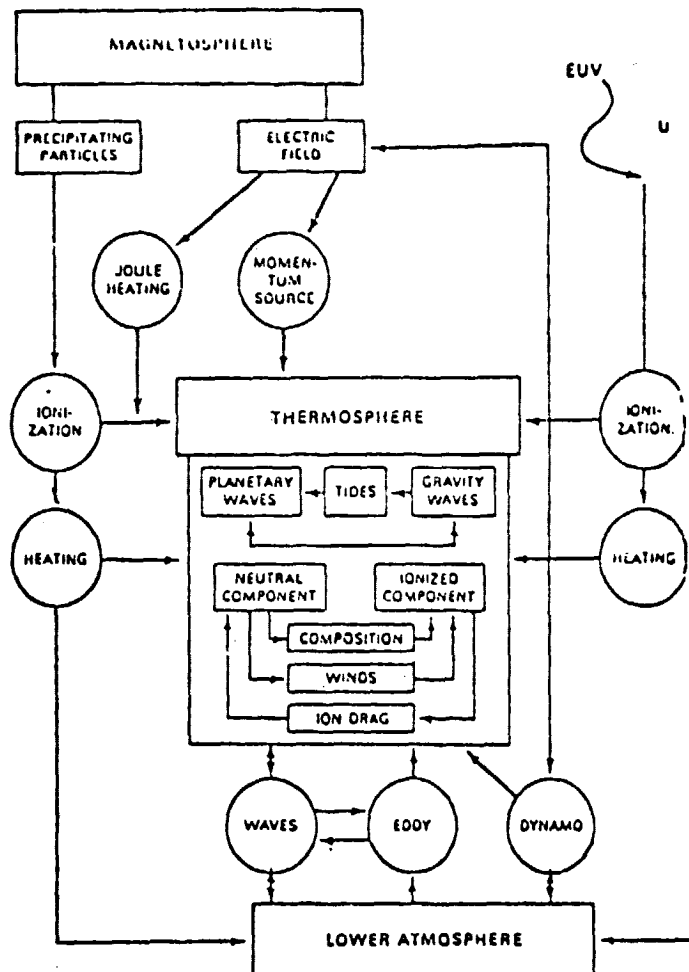 MAGNETOSPHERE
EUV
U
PRECIPITATING
PARTICLES
ELECTRIC
FIELD
JOULE
HEATING
MOMEN-
TUM
SOURCE
IONI-
ZATION
THERMOSPHERE
IONI-
ZATION
PLANETARY
WAVES
TIDES
GRAVITY
WAVES
HEATING
HEATING
NEUTRAL
COMPONENT
IONIZED
COMPONENT
COMPOSITION
WINDS
ION DRAG
WAVES
EDDY
DYNAMO
LOWER ATMOSPHERE